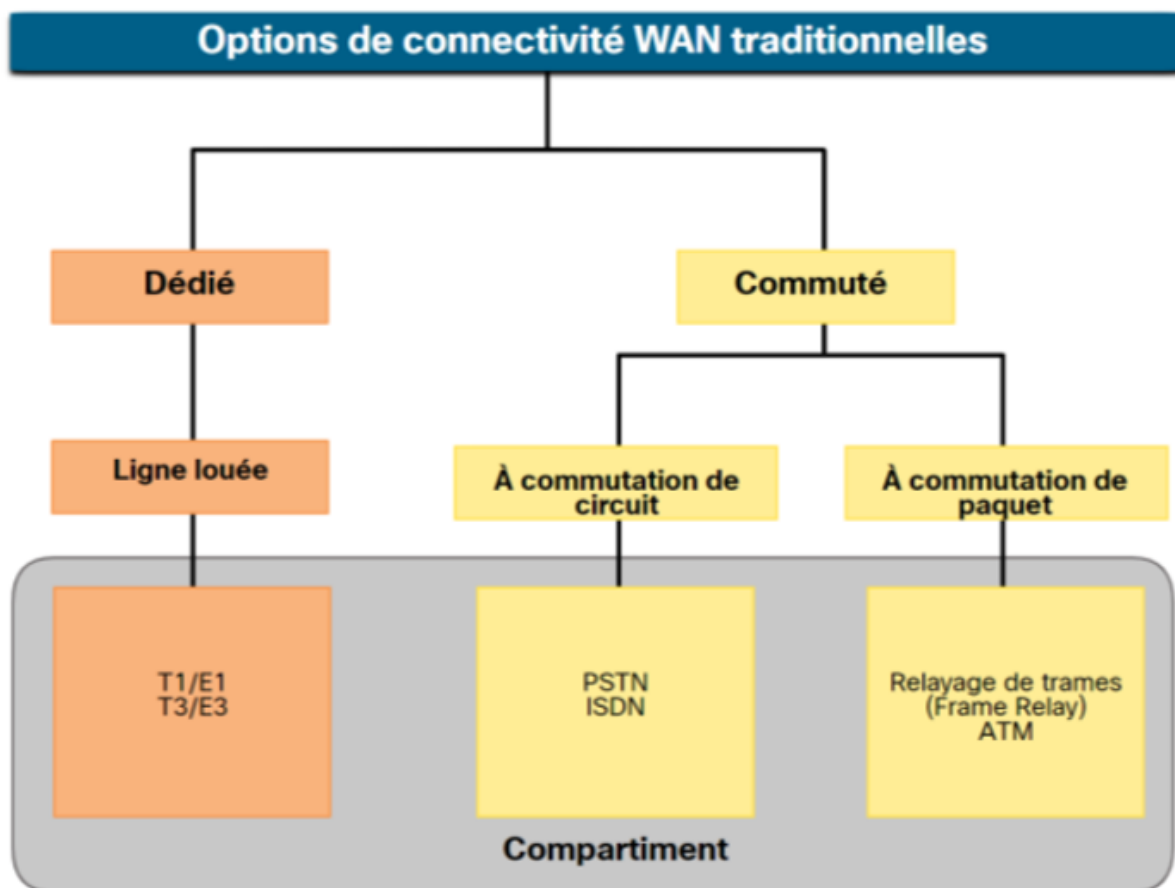 Options de connectivité WAN traditionnelles
Dédié
Commuté
Ligne louée
À commutation de
circuit
À commutation de
paquet
T1/E1
T3/E3
PSTN
ISDN
Relayage de trames
(Frame Relay)
ATM
Compartiment